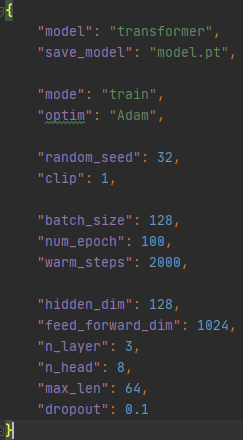 {
"model": "transformer",
"save_model": "model.pt",
"mode": "train",
"optim": "Adam",
"random_seed": 32,
"clip": 1,
"batch_size": 128,
"num_epoch": 100,
"warm_steps": 2000,
"hidden_dim": 128,
"feed_forward_dim": 1024,
"n_layer": 3,
"n_head": 8,
"max_len": 64,
"dropout": 0.1
}